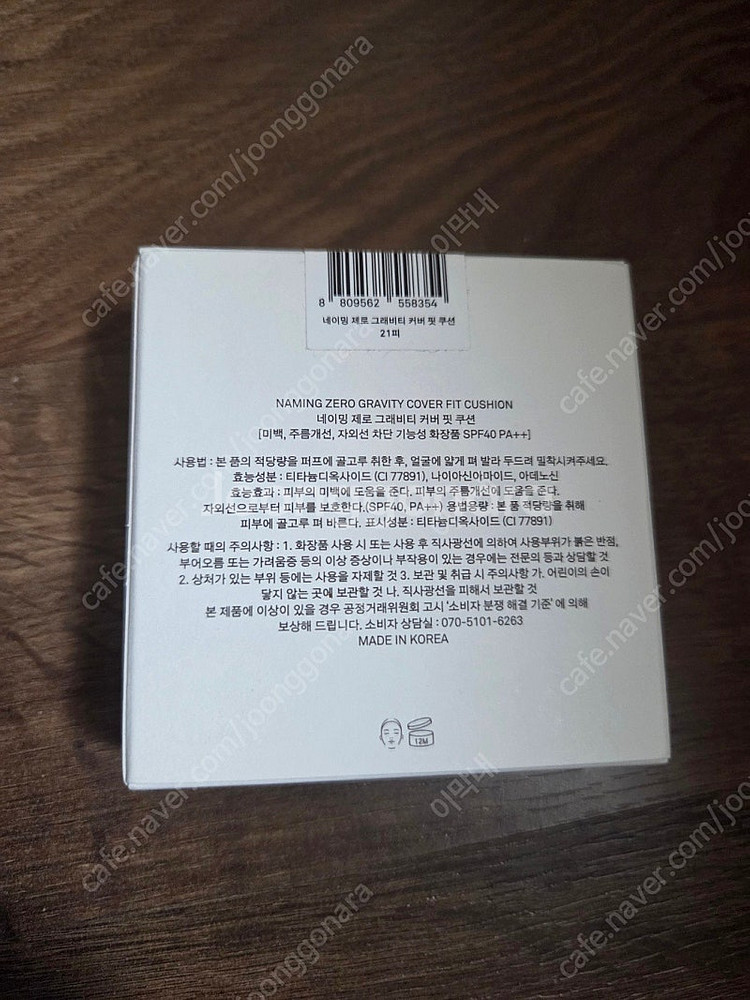 8 809562 558354
네이밍 제로 그래비티 커버 핏 쿠션
21피
NAMING ZERO GRAVITY COVER FIT CUSHION
네이밍 제로 그래비티 커버 핏 쿠션
[미백, 주름개선, 자외선 차단 기능성 화장품 SPF40 PA++]
사용법 : 본 품의 적당량을 퍼프에 골고루 취한 후, 얼굴에 얇게 펴 발라 두드려 밀착시켜주세요.
효능성분 : 티타늄디옥사이드 (CI 77891), 나이아신아마이드, 아데노신
효능효과 : 피부의 미백에 도움을 준다. 피부의 주름개선에 도움을 준다.
자외선으로부터 피부를 보호한다.(SPF40, PA++) 용법용량 : 본 품 적당량을 취해
피부에 골고루 펴 바른다. 표시성분 : 티타늄디옥사이드 (CI 77891)
사용할 때의 주의사항 : 1. 화장품 사용 시 또는 사용 후 직사광선에 의하여 사용부위가 붉은 반점,
부어오름 또는 가려움증 등의 이상 증상이나 부작용이 있는 경우에는 전문의 등과 상담할 것
2. 상처가 있는 부위 등에는 사용을 자제할 것 3. 보관 및 취급 시 주의사항 가. 어린이의 손이
닿지 않는 곳에 보관할 것 나. 직사광선을 피해서 보관할 것
본 제품에 이상이 있을 경우 공정거래위원회 고시 '소비자 분쟁 해결 기준' 에 의해
보상해 드립니다. 소비자 상담실 : 070-5101-6263
MADE IN KOREA
12M
cafe.naver.com/joonggonara
이막내
cafe.naver.com/joonggonara
이막내